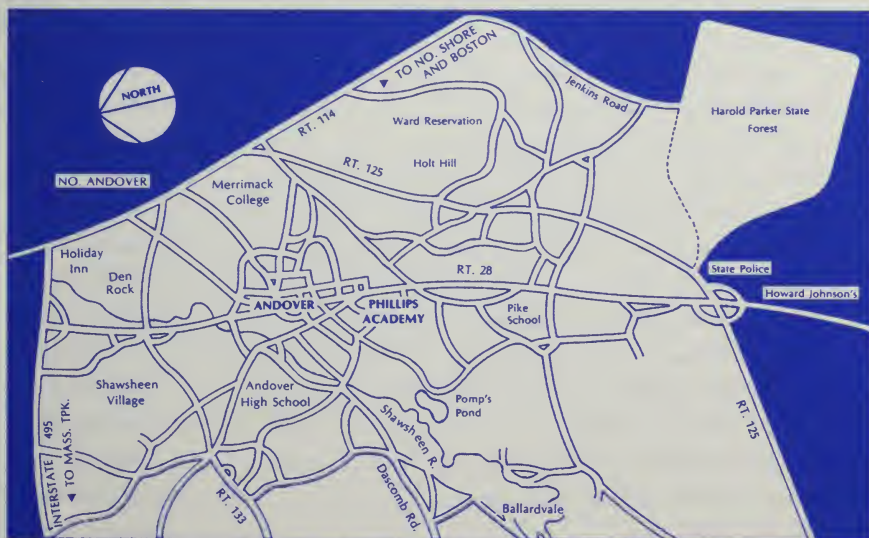 NORTH
TO NO. SHORE
AND BOSTON
Jenkins Road
Harold Parker State
Forest
RT. 114
Ward Reservation
RT. 125
Holt Hill
NO. ANDOVER
Merrimack
College
Holiday
Inn
Den
Rock
RT. 28
State Police
Howard Johnson's
ANDOVER
PHILLIPS
ACADEMY
Pike
School
Shawsheen
Village
Andover
High School
Pomp's
Pond
Shawsheen R.
RT. 125
INTERSTATE 495
TO MASS. TPK.
RT. 133
Dascomb Rd.
Ballardvale